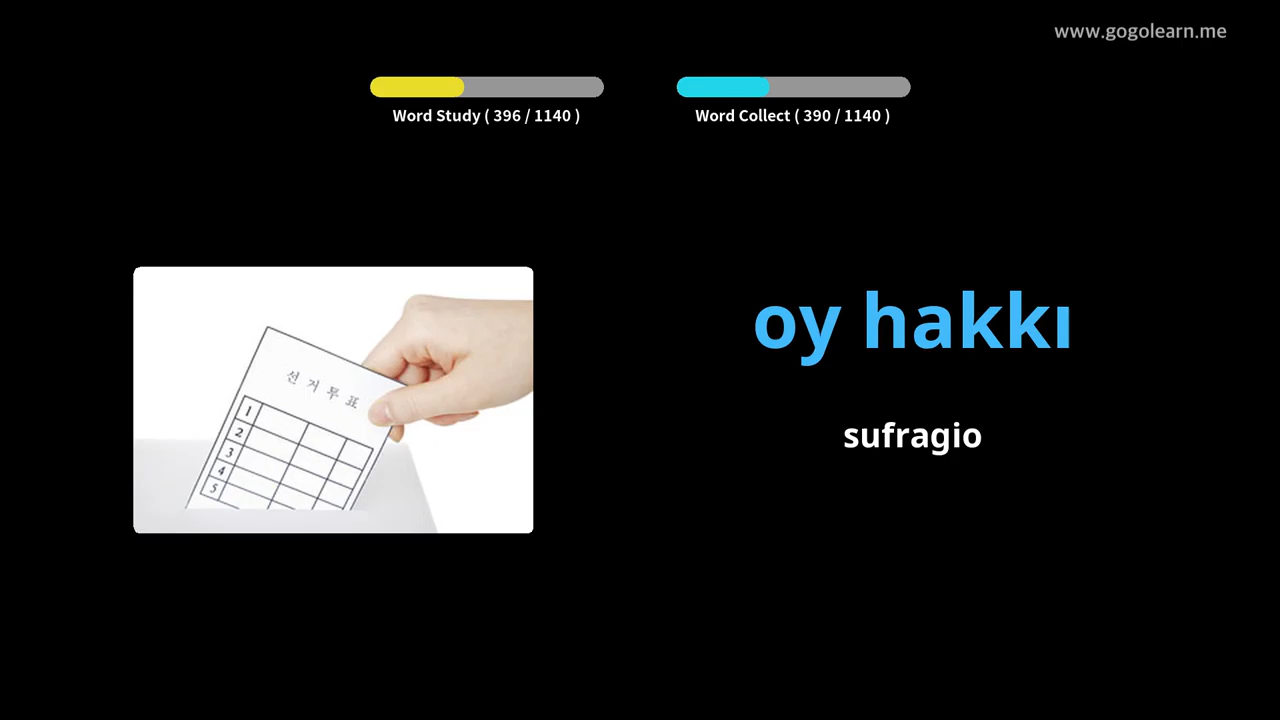 www.gogolearn.me
Word Study ( 396 / 1140 )
Word Collect ( 390 / 1140 )
oy hakkı
sufragio
선거투표
1
2
3
4
5